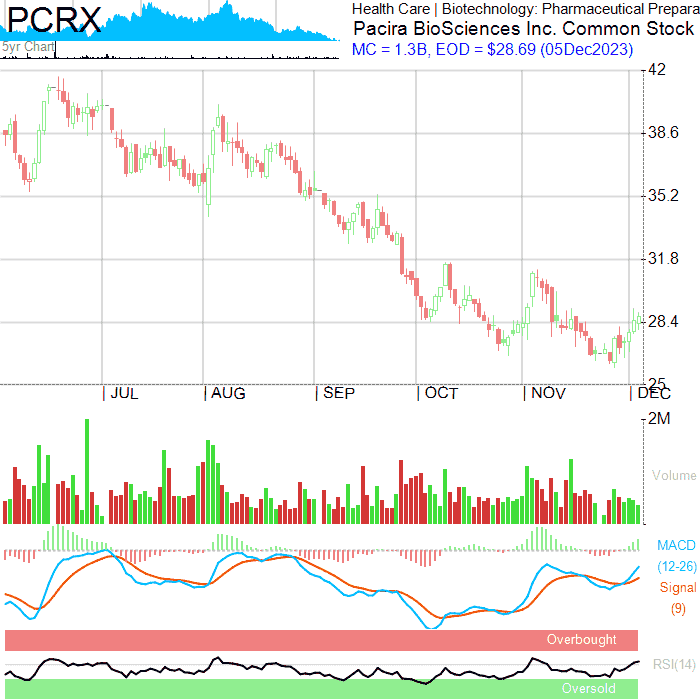 PCRX
Health Care | Biotechnology: Pharmaceutical Prepara
Pacira BioSciences Inc. Common Stock
5yr Chart
MC = 1.3B, EOD = $28.69 (05Dec2023)
42
38.6
35.2
31.8
28.4
25
| JUL | AUG | SEP | OCT | NOV | DEC
2M
Volume
MACD
(12-26)
Signal
(9)
Overbought
RSI(14)
Oversold